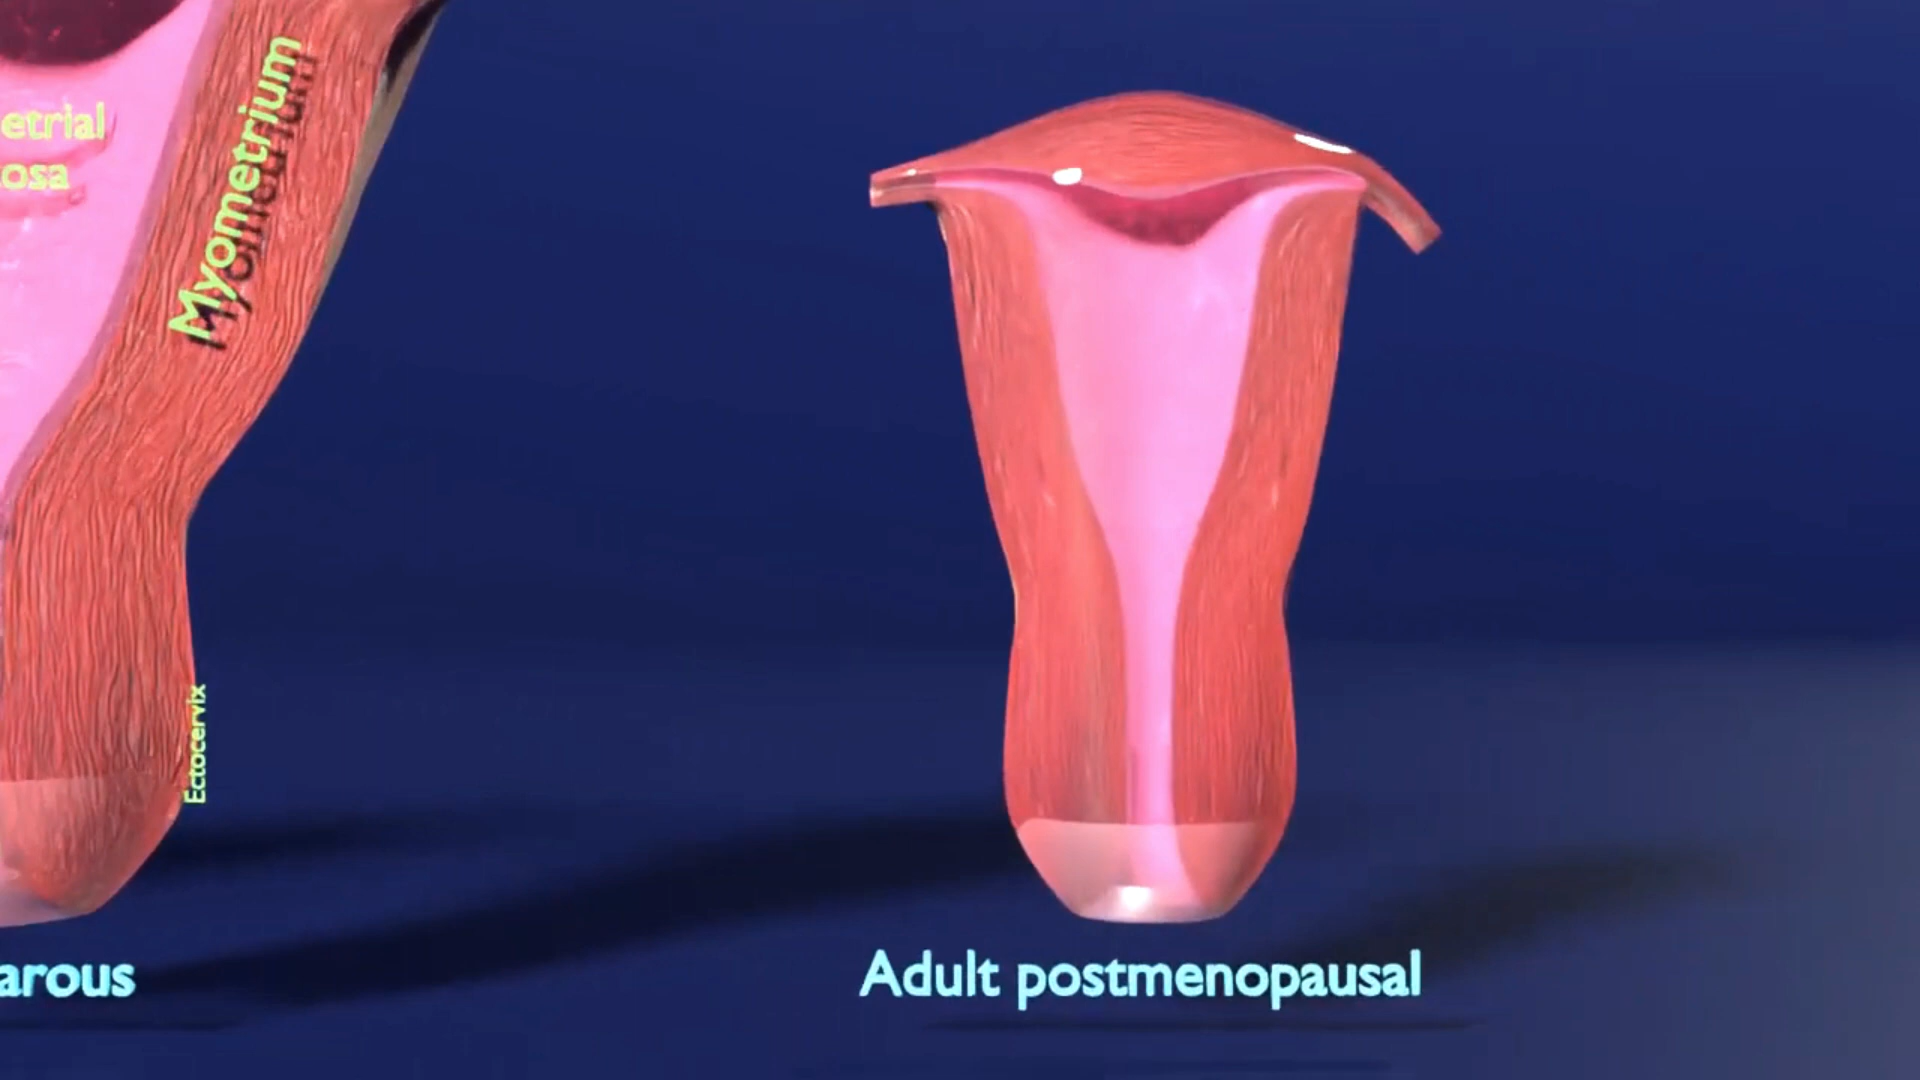 Myometrium
etrial
osa
Ectocervix
arous
Adult postmenopausal